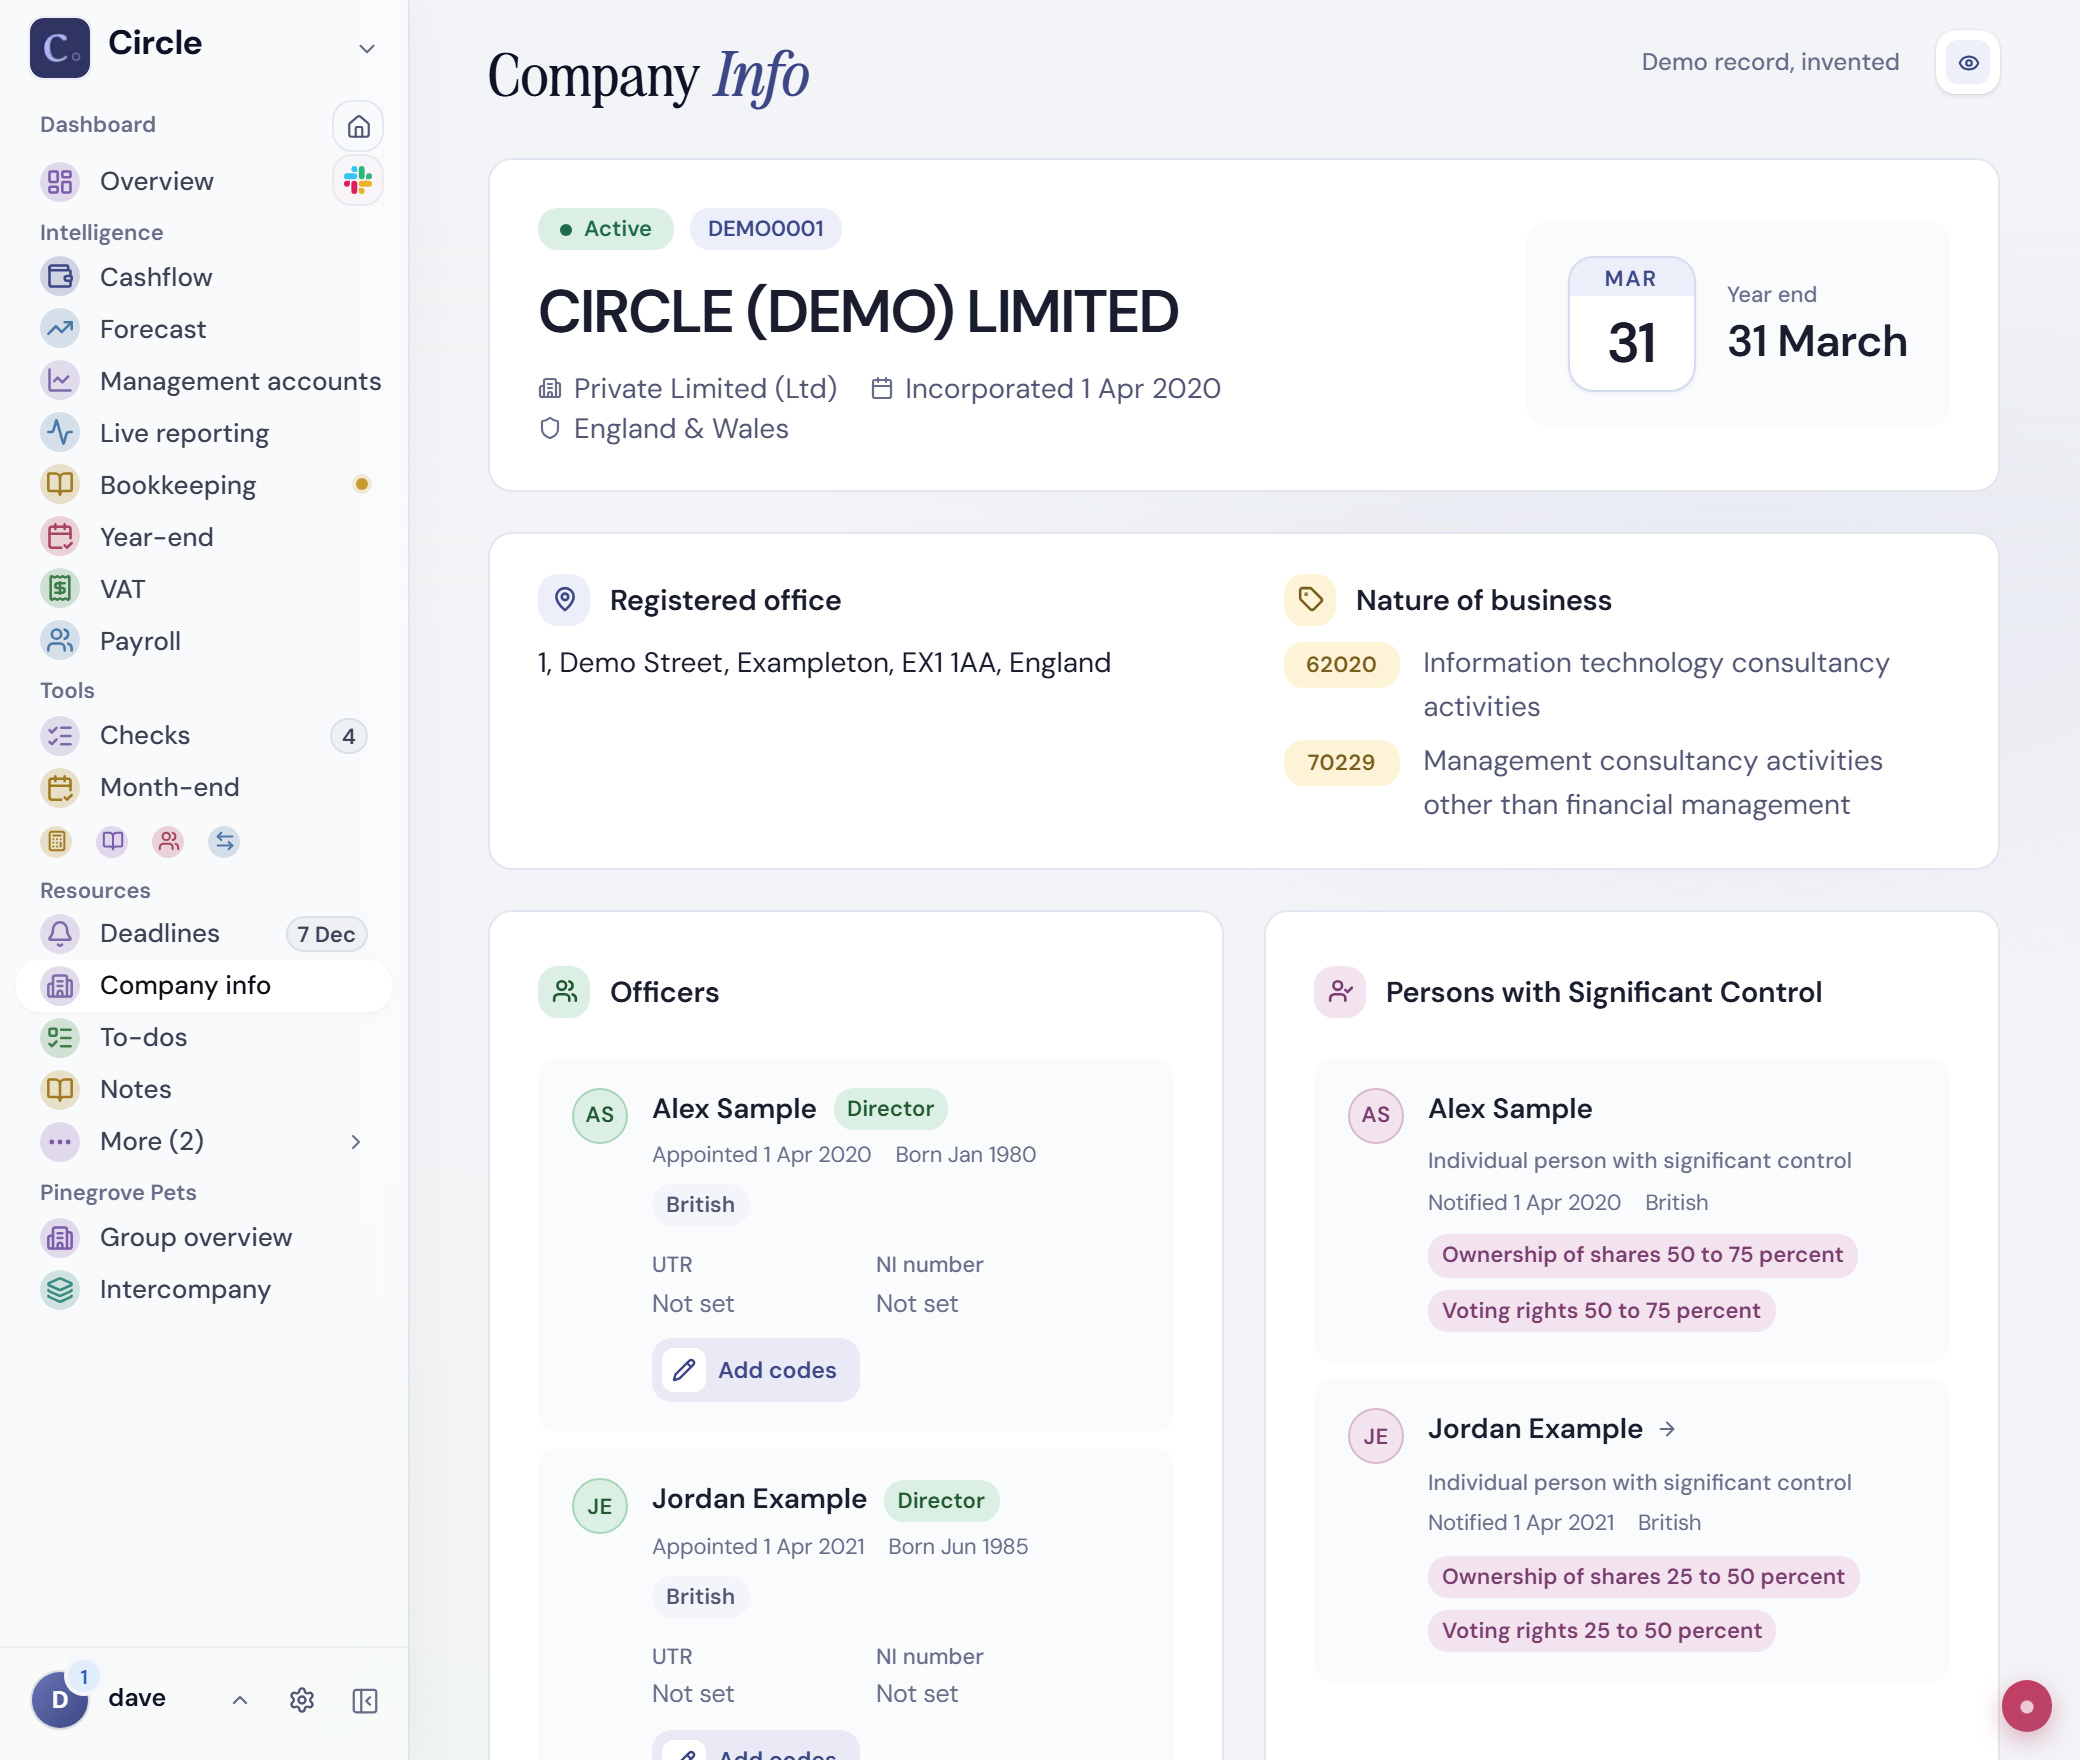 C.
Circle
Dashboard
Overview
Intelligence
Cashflow
Forecast
Management accounts
Live reporting
Bookkeeping
Year-end
VAT
Payroll
Tools
Checks 4
Month-end
Resources
Deadlines 7 Dec
Company info
To-dos
Notes
More (2)
Pinegrove Pets
Group overview
Intercompany
D 1 dave
Company Info
Demo record, invented
Active DEMO0001
CIRCLE (DEMO) LIMITED
Private Limited (Ltd) Incorporated 1 Apr 2020
England & Wales
MAR
31
Year end
31 March
Registered office
1, Demo Street, Exampleton, EX1 1AA, England
Nature of business
62020 Information technology consultancy
activities
70229 Management consultancy activities
other than financial management
Officers
AS Alex Sample Director
Appointed 1 Apr 2020 Born Jan 1980
British
UTR NI number
Not set Not set
Add codes
JE Jordan Example Director
Appointed 1 Apr 2021 Born Jun 1985
British
UTR NI number
Not set Not set
Add codes
Persons with Significant Control
AS Alex Sample
Individual person with significant control
Notified 1 Apr 2020 British
Ownership of shares 50 to 75 percent
Voting rights 50 to 75 percent
JE Jordan Example
Individual person with significant control
Notified 1 Apr 2021 British
Ownership of shares 25 to 50 percent
Voting rights 25 to 50 percent